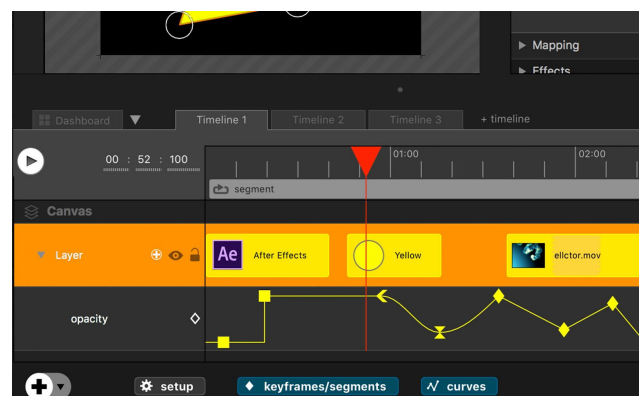 Mapping
Effects
Dashboard
Timeline 1
Timeline 2
Timeline 3
+ timeline
00 : 52 : 100
01:00
02:00
segment
Canvas
Layer
Ae
After Effects
Yellow
ellctor.mov
opacity
setup
keyframes/segments
curves